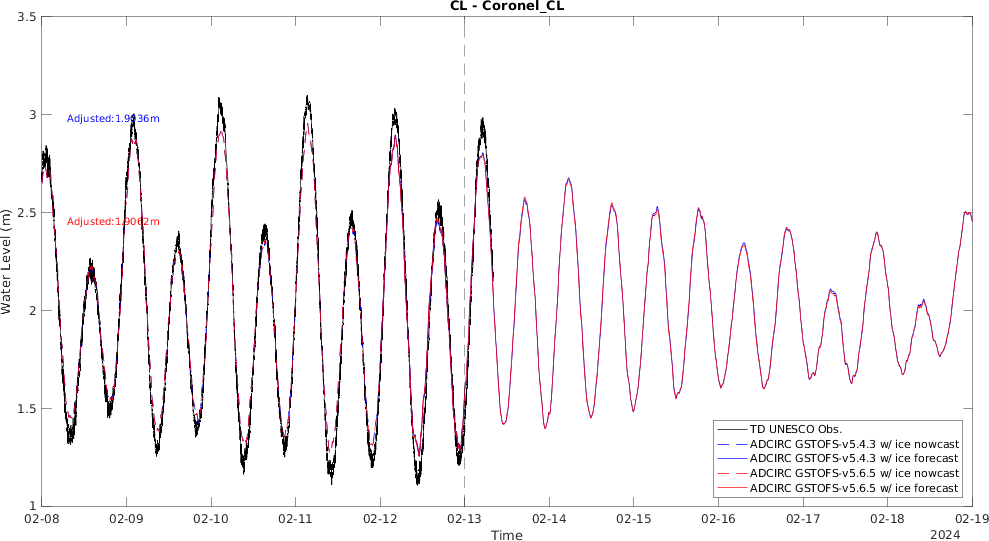 CL - Coronel_CL
3.5
3
2.5
2
1.5
1
Water Level (m)
Adjusted:1.9036m
Adjusted:1.9062m
TD UNESCO Obs.
ADCIRC GSTOFS-v5.4.3 w/ ice nowcast
ADCIRC GSTOFS-v5.4.3 w/ ice forecast
ADCIRC GSTOFS-v5.6.5 w/ ice nowcast
ADCIRC GSTOFS-v5.6.5 w/ ice forecast
02-08 02-09 02-10 02-11 02-12 02-13 02-14 02-15 02-16 02-17 02-18 02-19
Time
2024